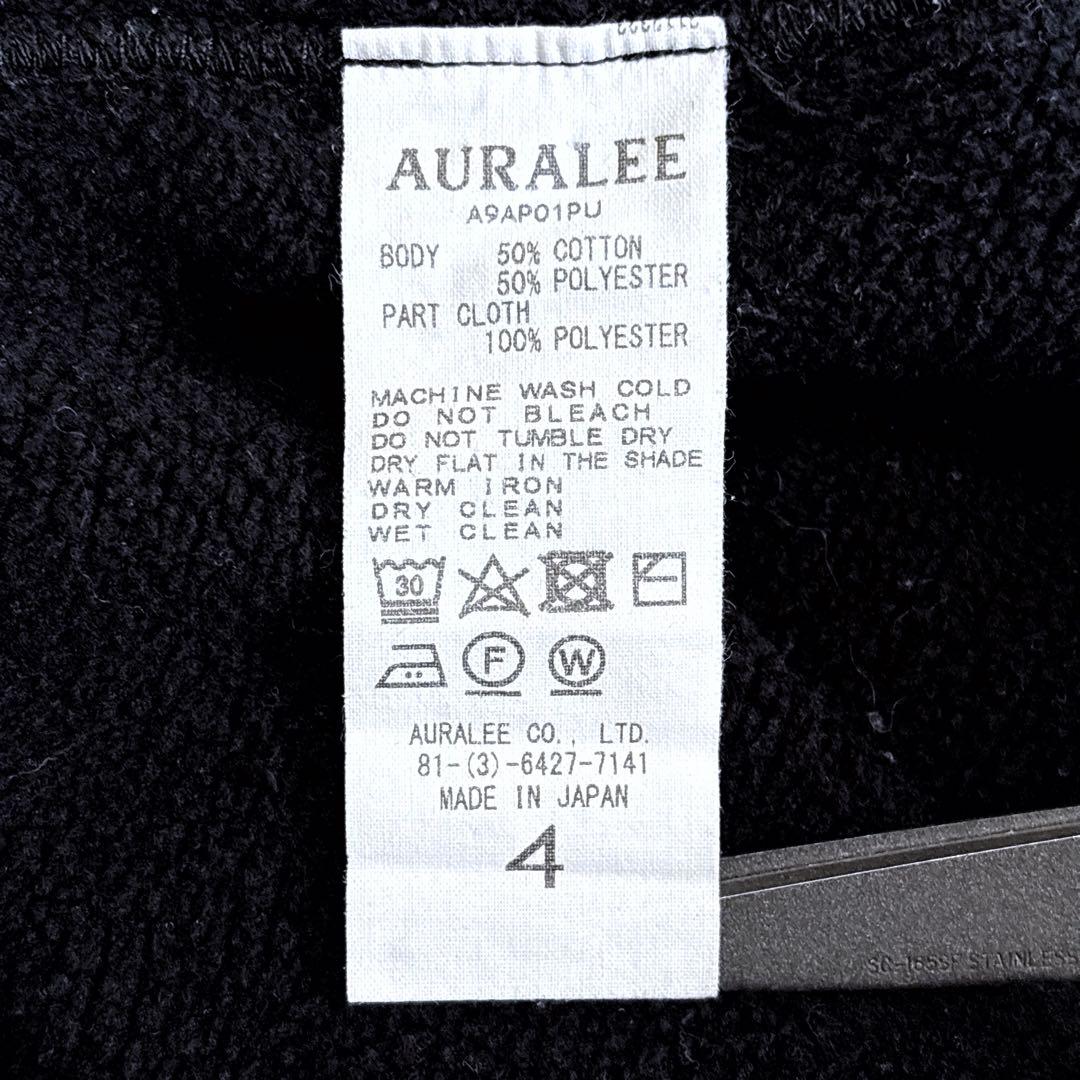 AURALEE
A9AP01PU
BODY 50% COTTON
50% POLYESTER
PART CLOTH
100% POLYESTER
MACHINE WASH COLD
DO NOT BLEACH
DO NOT TUMBLE DRY
DRY FLAT IN THE SHADE
WARM IRON
DRY CLEAN
WET CLEAN
30
F W
AURALEE CO., LTD.
81-(3)-6427-7141
MADE IN JAPAN
4
STAINLESS